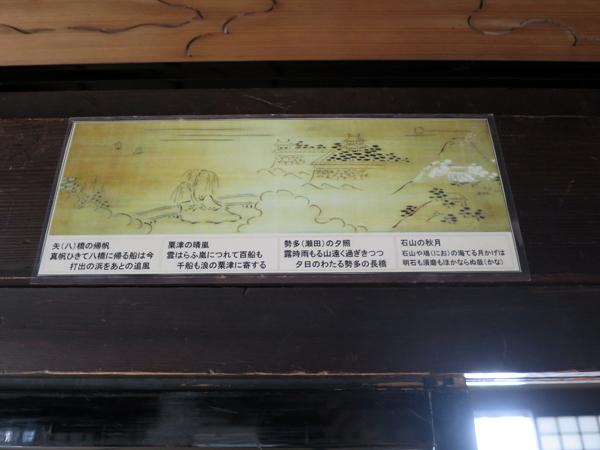 矢(八)橋の帰帆
真帆ひきて八橋に帰る船は今
打出の浜をあとの追風
粟津の晴嵐
雲はらふ嵐につれて百船も
千船も浪の粟津に寄する
勢多(瀬田)の夕照
露時雨もる山遠く過ぎきつつ
夕日のわたる勢多の長橋
石山の秋月
石山や鳰(にお)の海てる月かげは
明石も須磨もほかならぬ哉(かな)